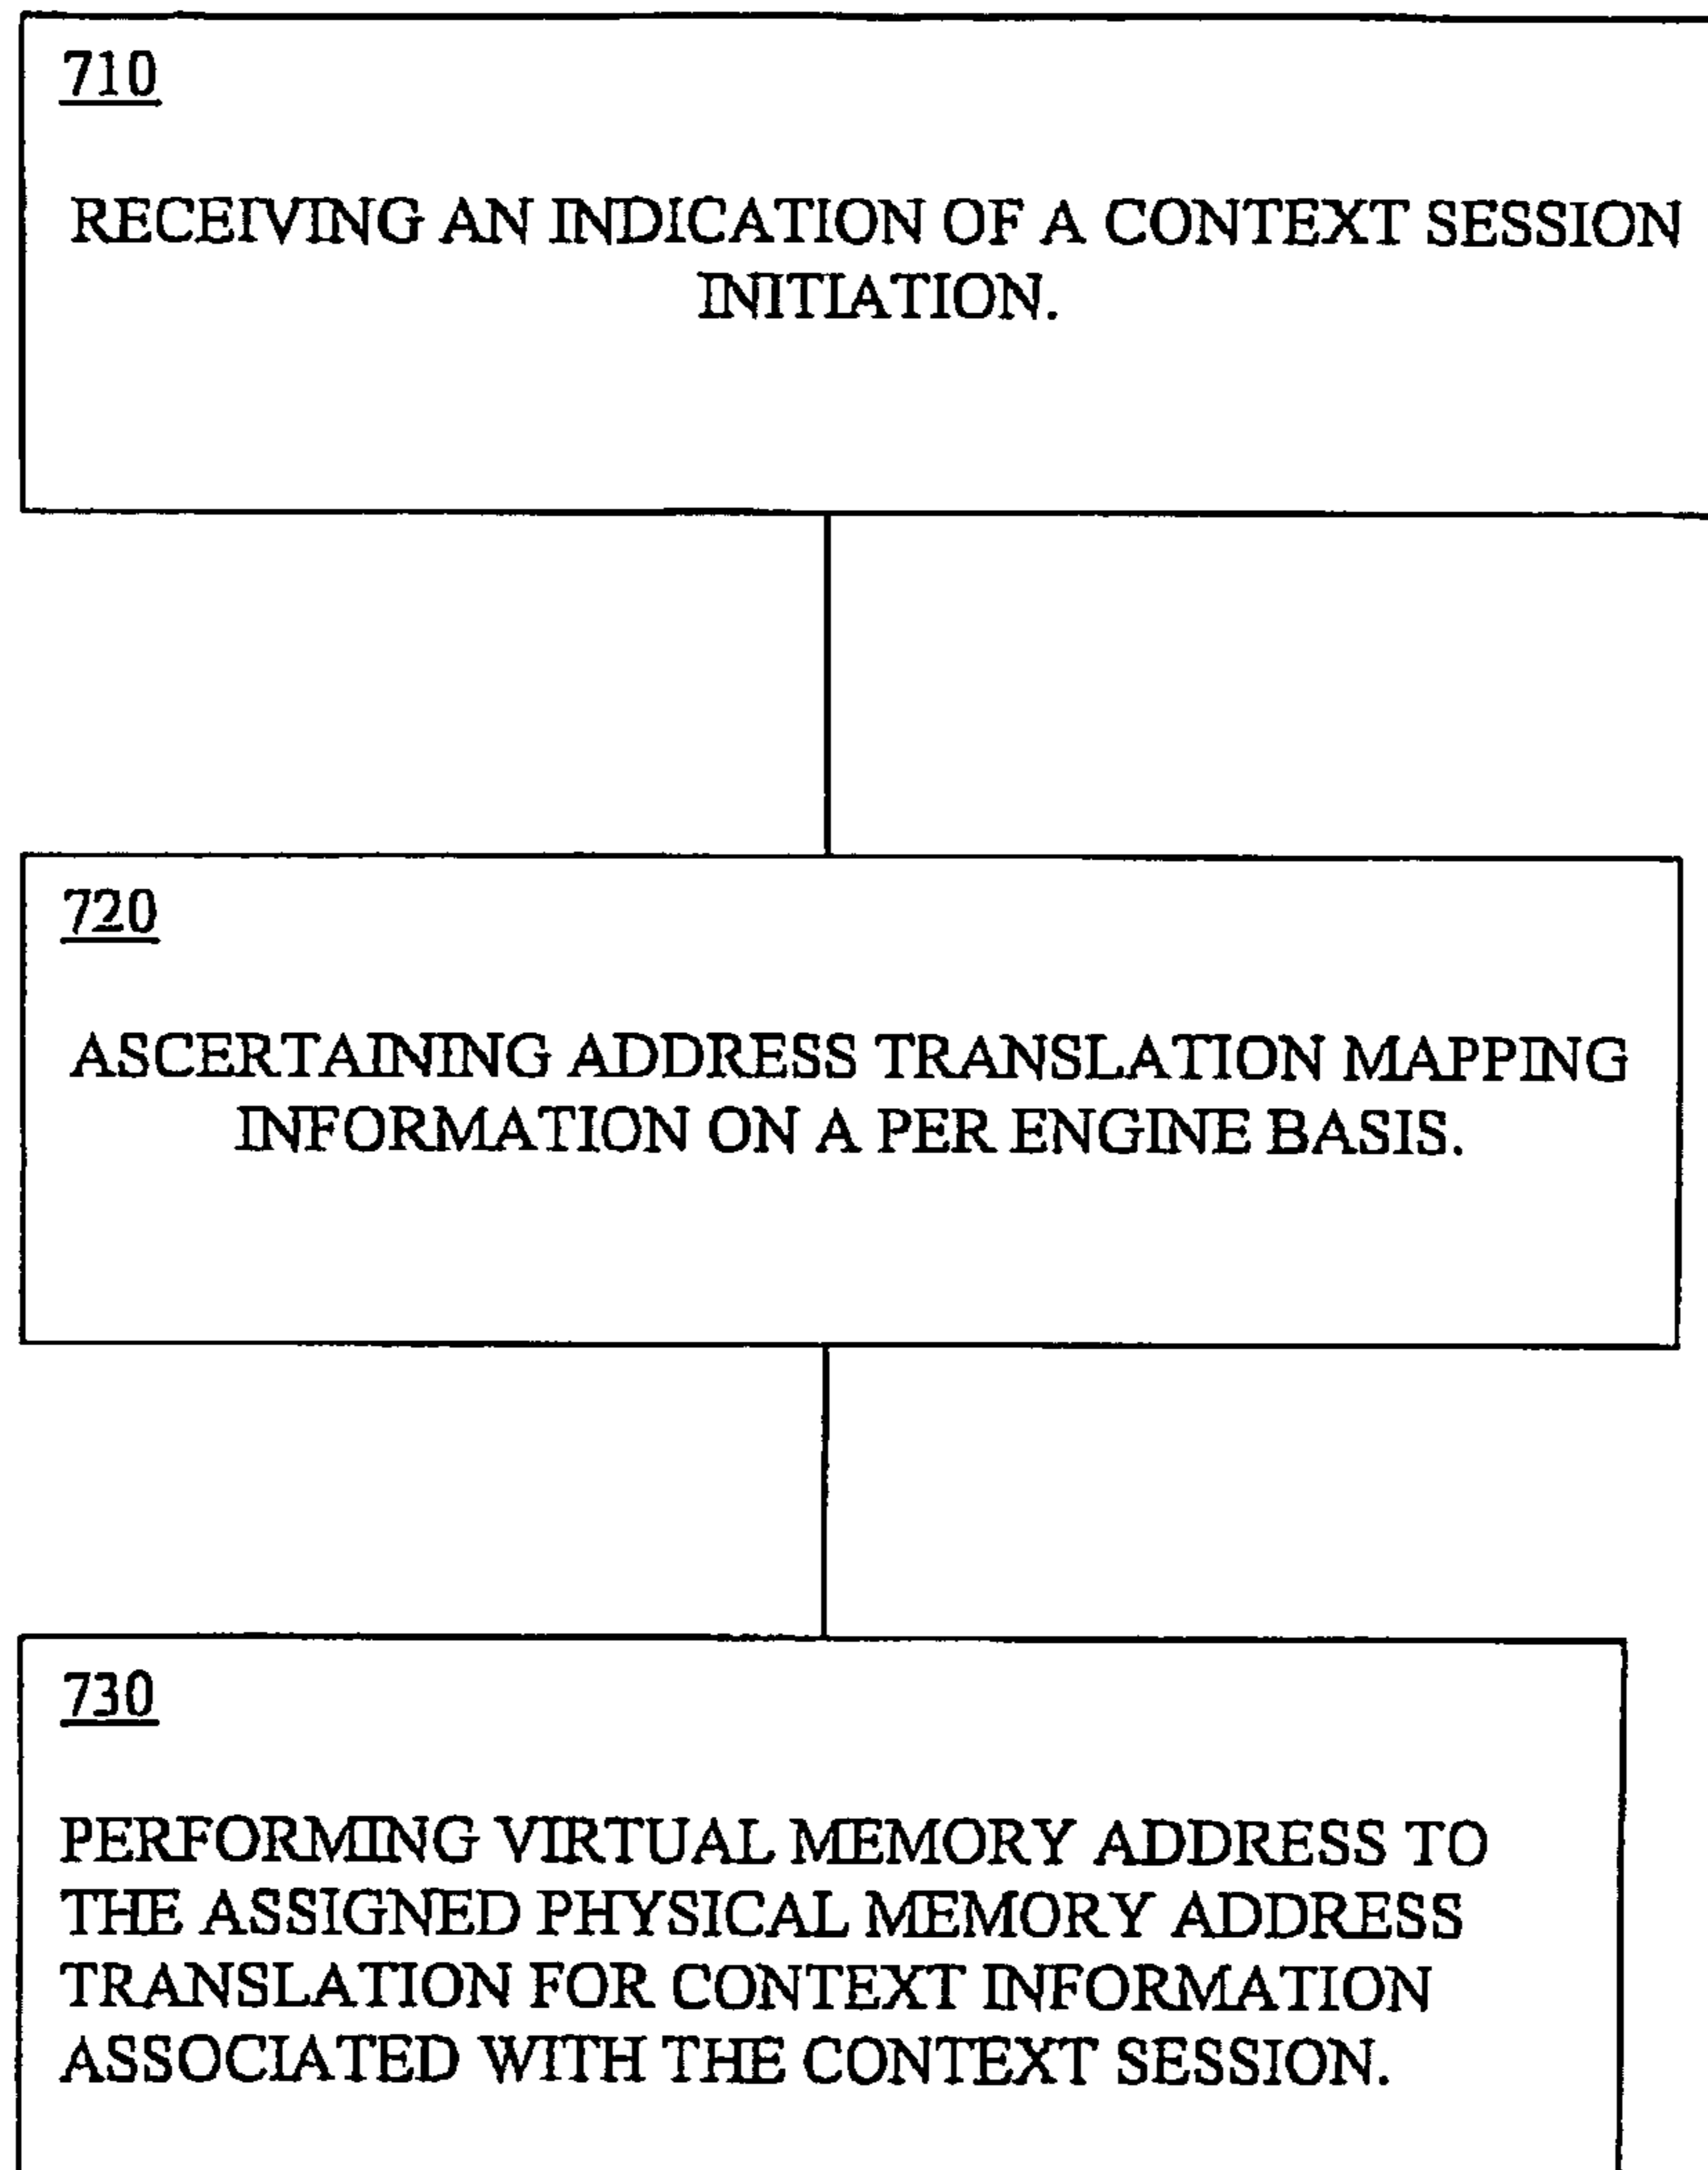 710
RECEIVING AN INDICATION OF A CONTEXT SESSION
INITIATION.
720
ASCERTAINING ADDRESS TRANSLATION MAPPING
INFORMATION ON A PER ENGINE BASIS.
730
PERFORMING VIRTUAL MEMORY ADDRESS TO
THE ASSIGNED PHYSICAL MEMORY ADDRESS
TRANSLATION FOR CONTEXT INFORMATION
ASSOCIATED WITH THE CONTEXT SESSION.